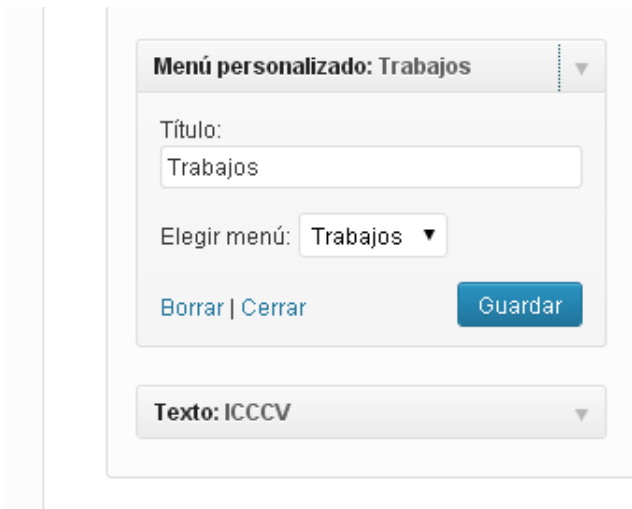 Menú personalizado: Trabajos
Título:
Trabajos
Elegir menú: Trabajos
Borrar | Cerrar Guardar
Texto: ICCCV